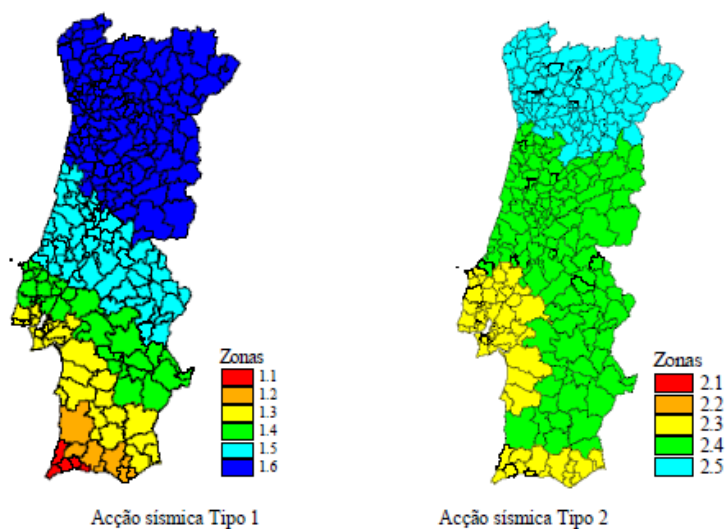 Zonas
1.1
1.2
1.3
1.4
1.5
1.6
Acção sísmica Tipo 1
Zonas
2.1
2.2
2.3
2.4
2.5
Acção sísmica Tipo 2